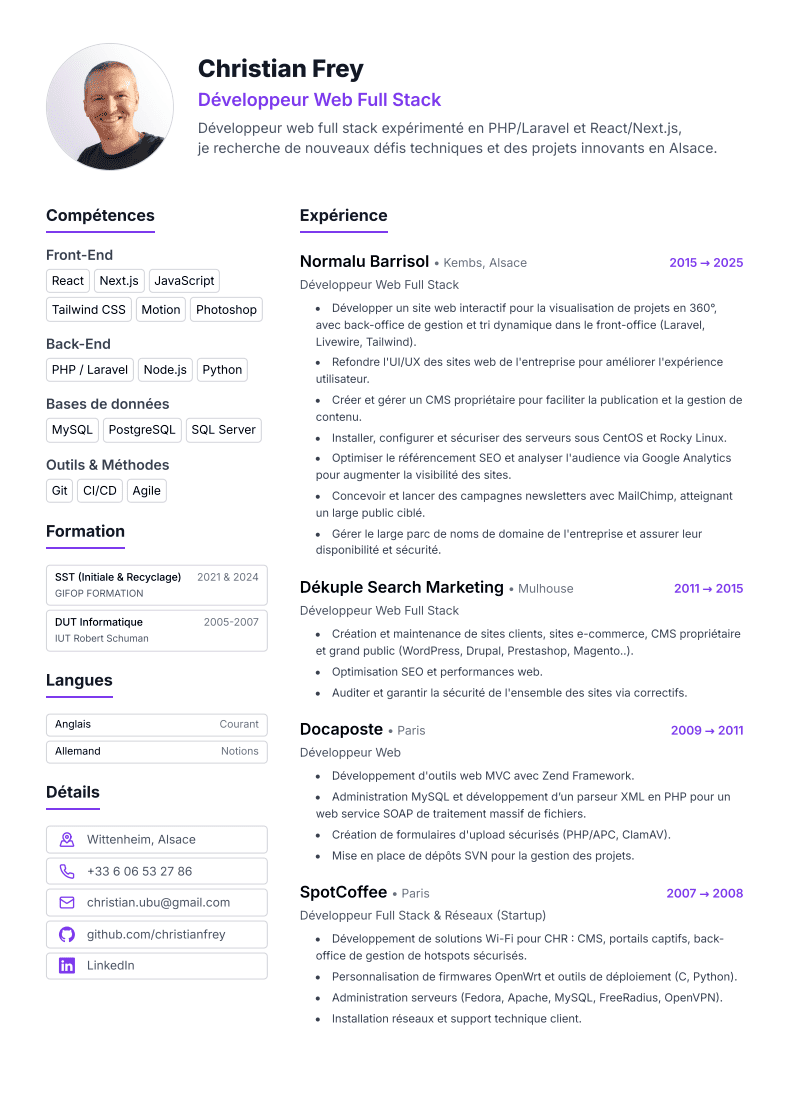 Christian Frey
Développeur Web Full Stack
Développeur web full stack expérimenté en PHP/Laravel et React/Next.js,
je recherche de nouveaux défis techniques et des projets innovants en Alsace.
Compétences
Front-End
React Next.js JavaScript
Tailwind CSS Motion Photoshop
Back-End
PHP / Laravel Node.js Python
Bases de données
MySQL PostgreSQL SQL Server
Outils & Méthodes
Git CI/CD Agile
Formation
SST (Initiale & Recyclage) 2021 & 2024
GIFOP FORMATION
DUT Informatique 2005-2007
IUT Robert Schuman
Langues
Anglais Courant
Allemand Notions
Détails
Wittenheim, Alsace
+33 6 06 53 27 86
christian.ubu@gmail.com
github.com/christianfrey
LinkedIn
Expérience
Normalu Barrisol • Kembs, Alsace 2015 → 2025
Développeur Web Full Stack
• Développer un site web interactif pour la visualisation de projets en 360°,
avec back-office de gestion et tri dynamique dans le front-office (Laravel,
Livewire, Tailwind).
• Refondre l'UI/UX des sites web de l'entreprise pour améliorer l'expérience
utilisateur.
• Créer et gérer un CMS propriétaire pour faciliter la publication et la gestion de
contenu.
• Installer, configurer et sécuriser des serveurs sous CentOS et Rocky Linux.
• Optimiser le référencement SEO et analyser l'audience via Google Analytics
pour augmenter la visibilité des sites.
• Concevoir et lancer des campagnes newsletters avec MailChimp, atteignant
un large public ciblé.
• Gérer le large parc de noms de domaine de l'entreprise et assurer leur
disponibilité et sécurité.
Dékuple Search Marketing • Mulhouse 2011 → 2015
Développeur Web Full Stack
• Création et maintenance de sites clients, sites e-commerce, CMS propriétaire
et grand public (WordPress, Drupal, Prestashop, Magento..).
• Optimisation SEO et performances web.
• Auditer et garantir la sécurité de l'ensemble des sites via correctifs.
Docaposte • Paris 2009 → 2011
Développeur Web
• Développement d'outils web MVC avec Zend Framework.
• Administration MySQL et développement d'un parseur XML en PHP pour un
web service SOAP de traitement massif de fichiers.
• Création de formulaires d'upload sécurisés (PHP/APC, ClamAV).
• Mise en place de dépôts SVN pour la gestion des projets.
SpotCoffee • Paris 2007 → 2008
Développeur Full Stack & Réseaux (Startup)
• Développement de solutions Wi-Fi pour CHR : CMS, portails captifs, back-
office de gestion de hotspots sécurisés.
• Personnalisation de firmwares OpenWrt et outils de déploiement (C, Python).
• Administration serveurs (Fedora, Apache, MySQL, FreeRadius, OpenVPN).
• Installation réseaux et support technique client.